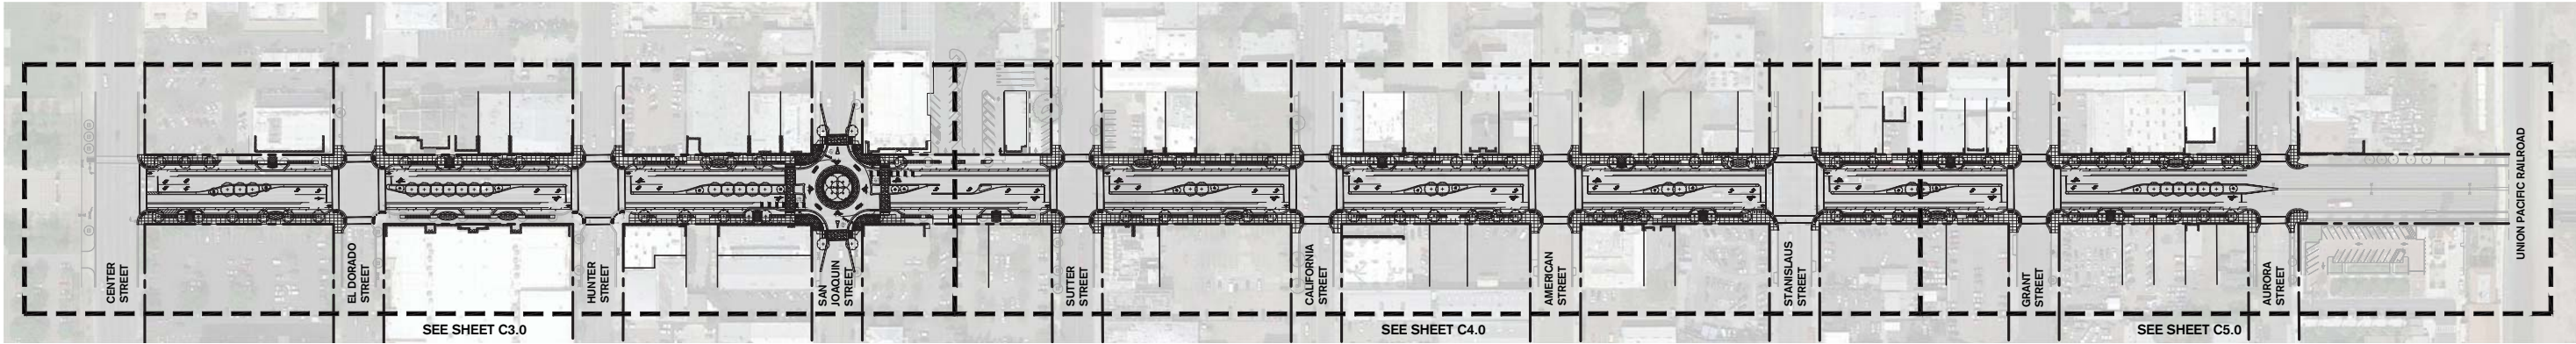 CENTER
STREET
EL DORADO
STREET
HUNTER
STREET
SAN
JOAQUIN
STREET
SUTTER
STREET
CALIFORNIA
STREET
AMERICAN
STREET
STANISLAUS
STREET
GRANT
STREET
AURORA
STREET
UNION PACIFIC RAILROAD
SEE SHEET C3.0
SEE SHEET C4.0
SEE SHEET C5.0